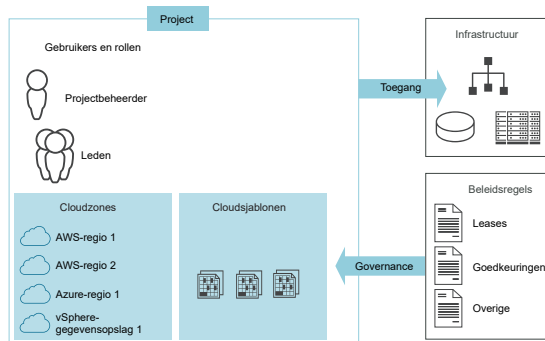 Project
Gebruikers en rollen
Projectbeheerder
Leden
Cloudzones
AWS-regio 1
AWS-regio 2
Azure-regio 1
vSphere-
gegevensopslag 1
Cloudsjablonen
Toegang
Governance
Infrastructuur
Beleidsregels
Leases
Goedkeuringen
Overige